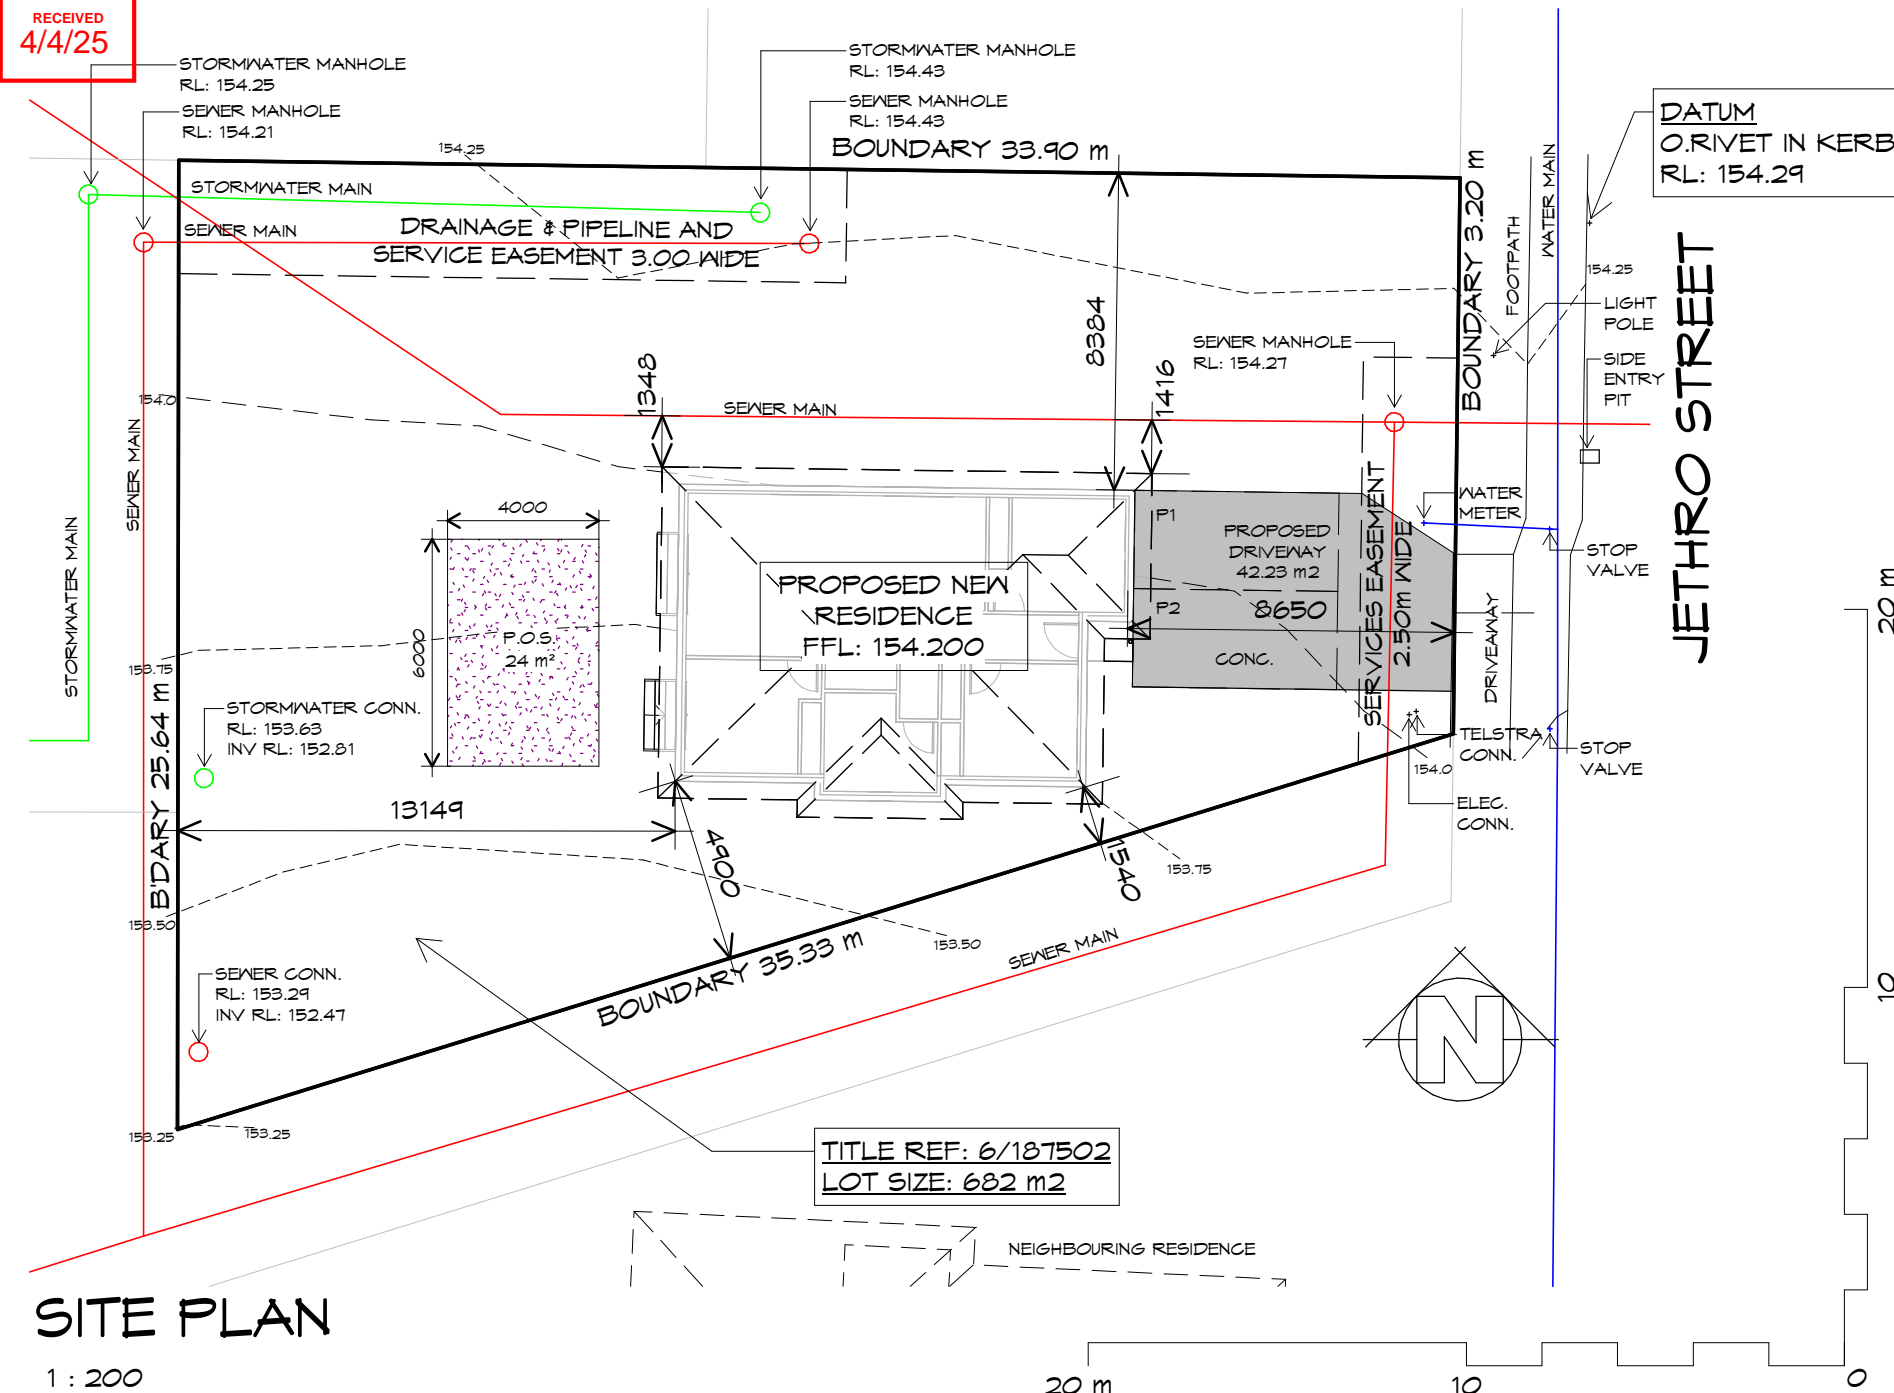 RECEIVED
4/4/25
STORMWATER MANHOLE
RL: 154.25
SEWER MANHOLE
RL: 154.21
STORMWATER MANHOLE
RL: 154.43
SEWER MANHOLE
RL: 154.43
154.25
BOUNDARY 33.90 m
DATUM
O.RIVET IN KERB
RL: 154.29
STORMWATER MAIN
SEWER MAIN
DRAINAGE & PIPELINE AND
SERVICE EASEMENT 3.00 WIDE
BOUNDARY 3.20 m
FOOTPATH
WATER MAIN
154.25
LIGHT
POLE
SIDE
ENTRY
PIT
JETHRO STREET
8384
1348
1416
SEWER MANHOLE
RL: 154.27
SEWER MAIN
154.0
SEWER MAIN
STORMWATER MAIN
4000
6000
P.O.S.
24 m²
PROPOSED NEW
RESIDENCE
FFL: 154.200
P1
P2
PROPOSED
DRIVEWAY
42.23 m2
8650
CONC.
SERVICES EASEMENT
2.50m WIDE
WATER
METER
STOP
VALVE
DRIVEWAY
TELSTRA
CONN.
STOP
VALVE
154.0
ELEC.
CONN.
153.75
B'DARY 25.64 m
STORMWATER CONN.
RL: 153.63
INV RL: 152.81
13149
4900
1540
153.75
153.50
153.50
BOUNDARY 35.33 m
SEWER MAIN
SEWER CONN.
RL: 153.29
INV RL: 152.47
153.25
153.25
N
TITLE REF: 6/187502
LOT SIZE: 682 m2
NEIGHBOURING RESIDENCE
SITE PLAN
1 : 200
20 m
10
20 m
10
0